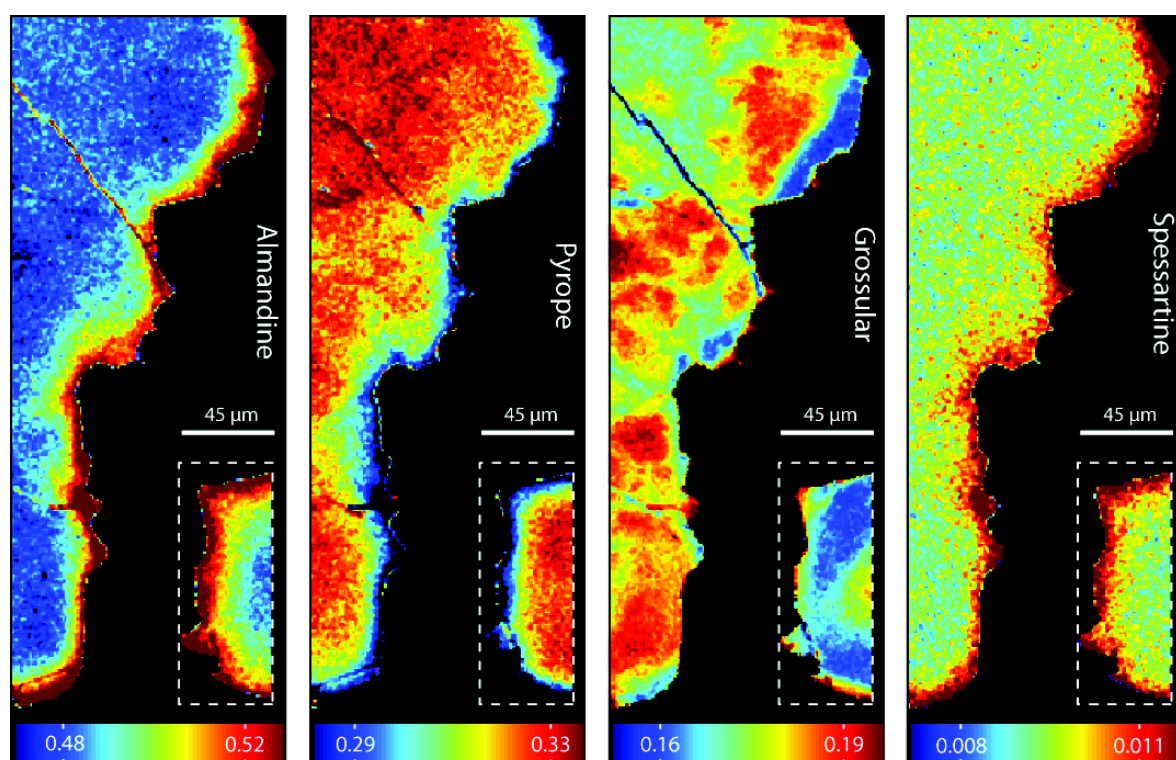 Almandine
45 µm
0.48
0.52
Pyrope
45 µm
0.29
0.33
Grossular
45 µm
0.16
0.19
Spessartine
45 µm
0.008
0.011